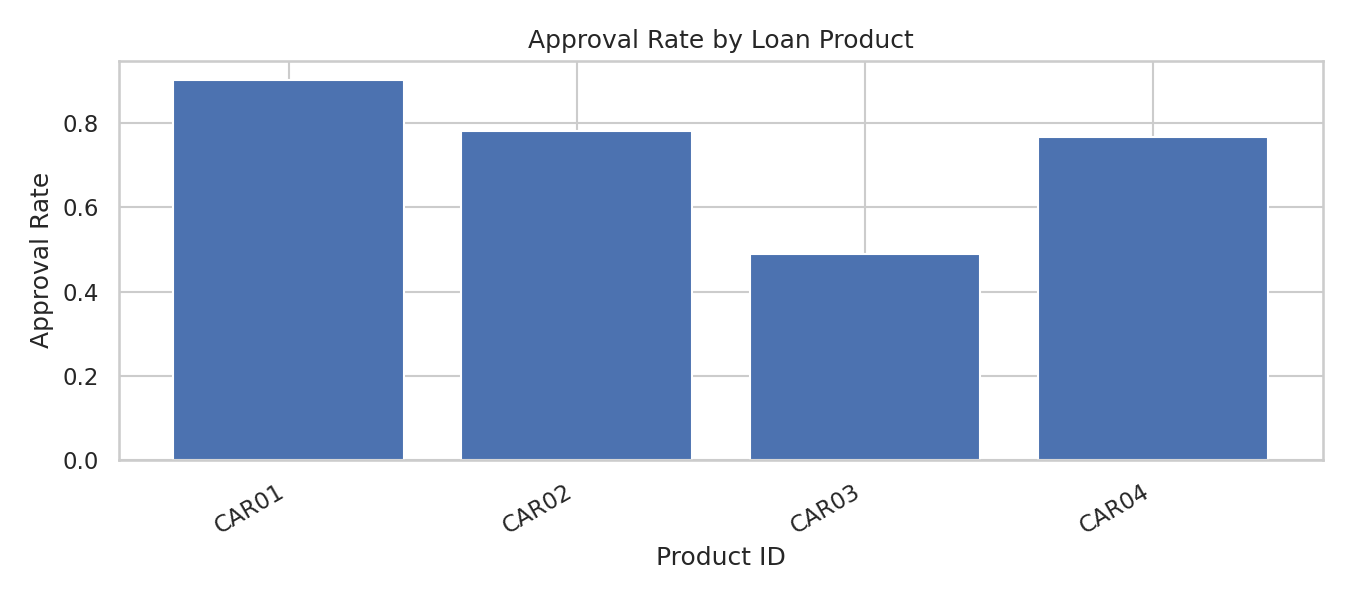 Approval Rate by Loan Product
Approval Rate
0.8
0.6
0.4
0.2
0.0
CAR01
CAR02
CAR03
CAR04
Product ID